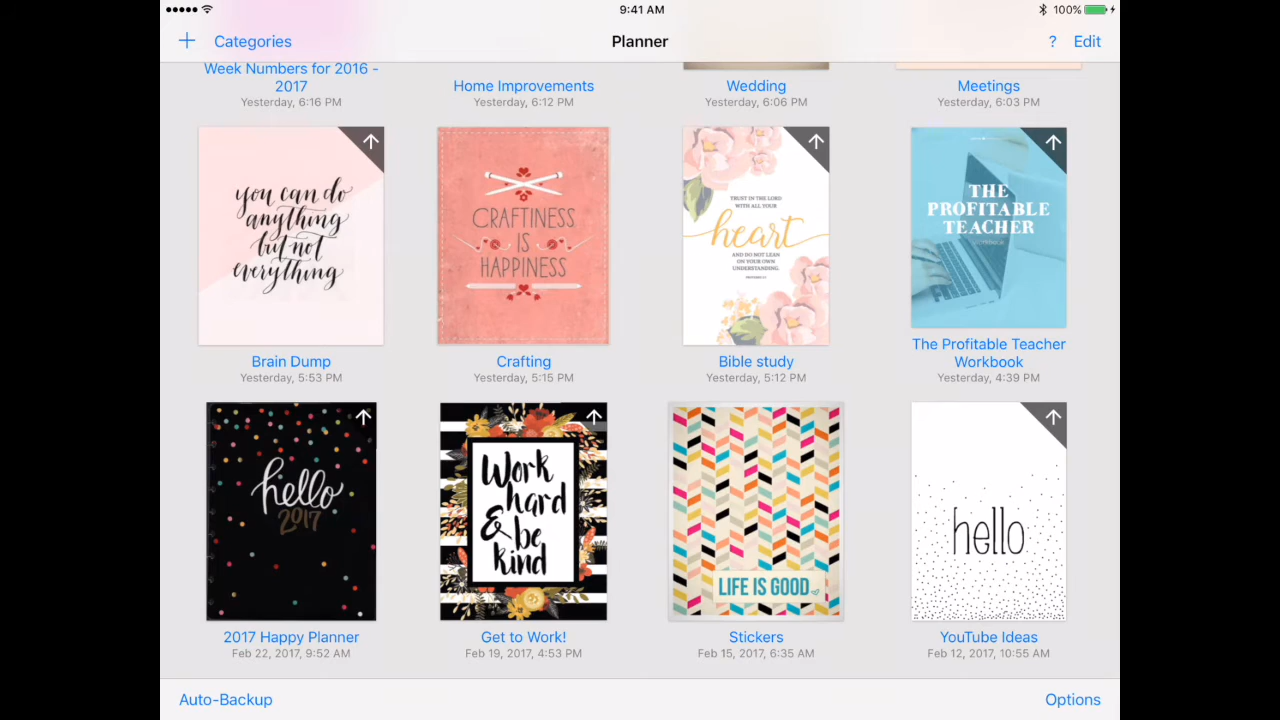 9:41 AM
100%
Categories
Planner
?
Edit
Week Numbers for 2016 -
2017
Yesterday, 6:16 PM
Home Improvements
Yesterday, 6:12 PM
Wedding
Yesterday, 6:06 PM
Meetings
Yesterday, 6:03 PM
you can do
anything
but not
everything
Brain Dump
Yesterday, 5:53 PM
CRAFTINESS
IS
HAPPINESS
Crafting
Yesterday, 5:15 PM
TRUST IN THE LORD
WITH ALL YOUR
heart
AND DO NOT LEAN
ON YOUR OWN
UNDERSTANDING.
Bible study
Yesterday, 5:12 PM
THE
PROFITABLE
TEACHER
WORKBOOK
The Profitable Teacher
Workbook
Yesterday, 4:39 PM
hello
2017
2017 Happy Planner
Feb 22, 2017, 9:52 AM
Work
hard
& be
kind
Get to Work!
Feb 19, 2017, 4:53 PM
LIFE IS GOOD
Stickers
Feb 15, 2017, 6:35 AM
hello
YouTube Ideas
Feb 12, 2017, 10:55 AM
Auto-Backup
Options